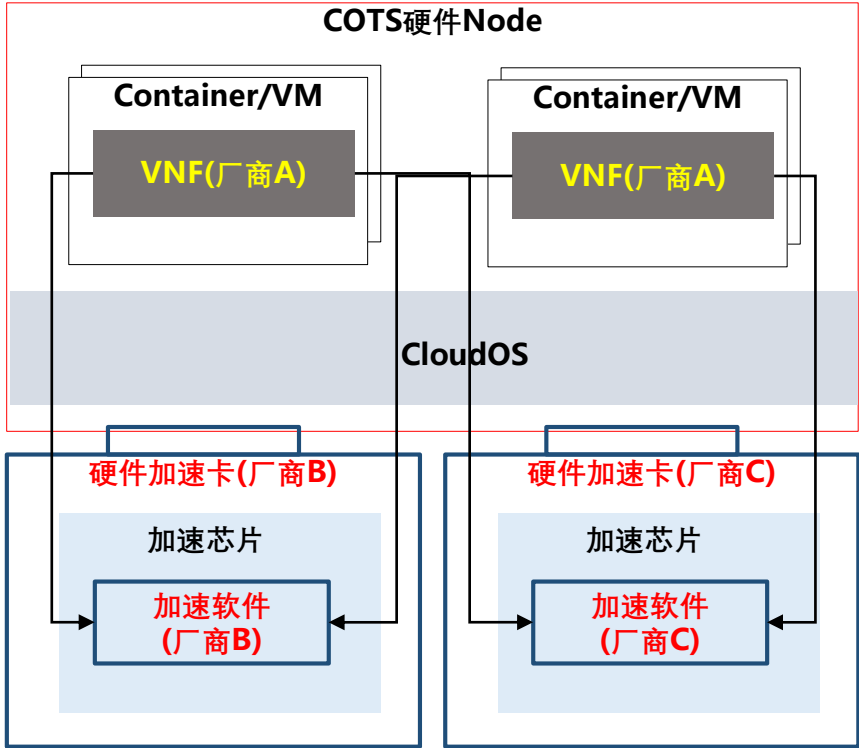 COTS硬件Node
Container/VM
VNF(厂商A)
Container/VM
VNF(厂商A)
CloudOS
硬件加速卡(厂商B)
加速芯片
加速软件
(厂商B)
硬件加速卡(厂商C)
加速芯片
加速软件
(厂商C)